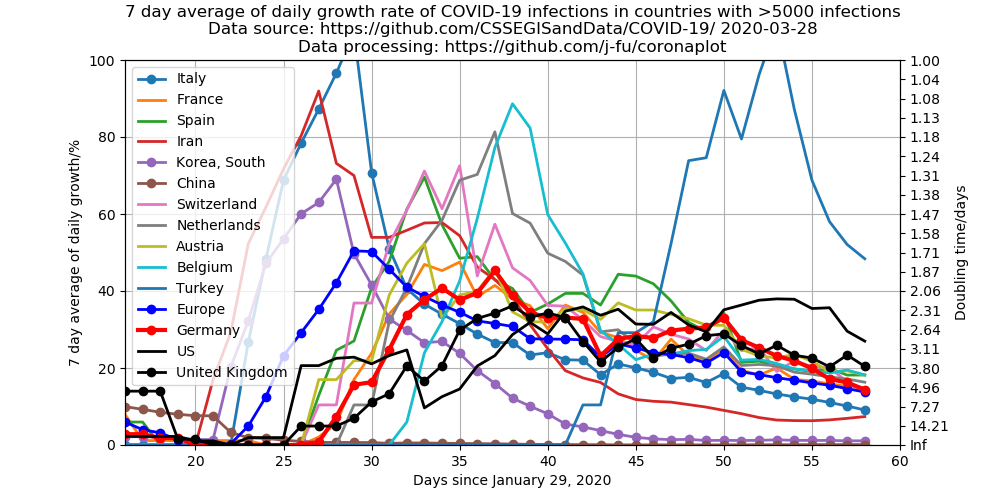 7 day average of daily growth rate of COVID-19 infections in countries with >5000 infections
Data source: https://github.com/CSSEGISandData/COVID-19/ 2020-03-28
Data processing: https://github.com/j-fu/coronaplot
7 day average of daily growth/%
100
80
60
40
20
0
Italy
France
Spain
Iran
Korea, South
China
Switzerland
Netherlands
Austria
Belgium
Turkey
Europe
Germany
US
United Kingdom
1.00
1.04
1.08
1.13
1.18
1.24
1.31
1.38
1.47
1.58
1.71
1.87
2.06
2.31
2.64
3.11
3.80
4.96
7.27
14.21
Inf
Doubling time/days
20
25
30
35
40
45
50
55
60
Days since January 29, 2020